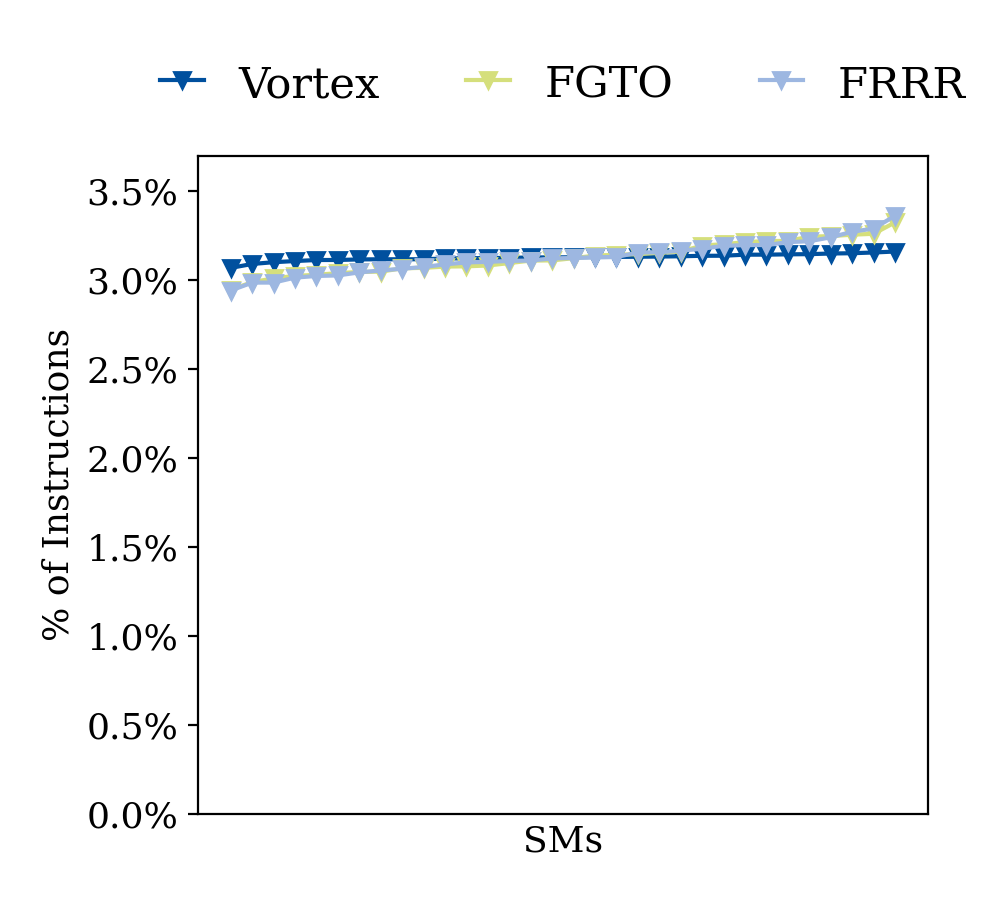 Vortex FGTO FRRR
3.5%
3.0%
2.5%
2.0%
1.5%
1.0%
0.5%
0.0%
% of Instructions
SMs